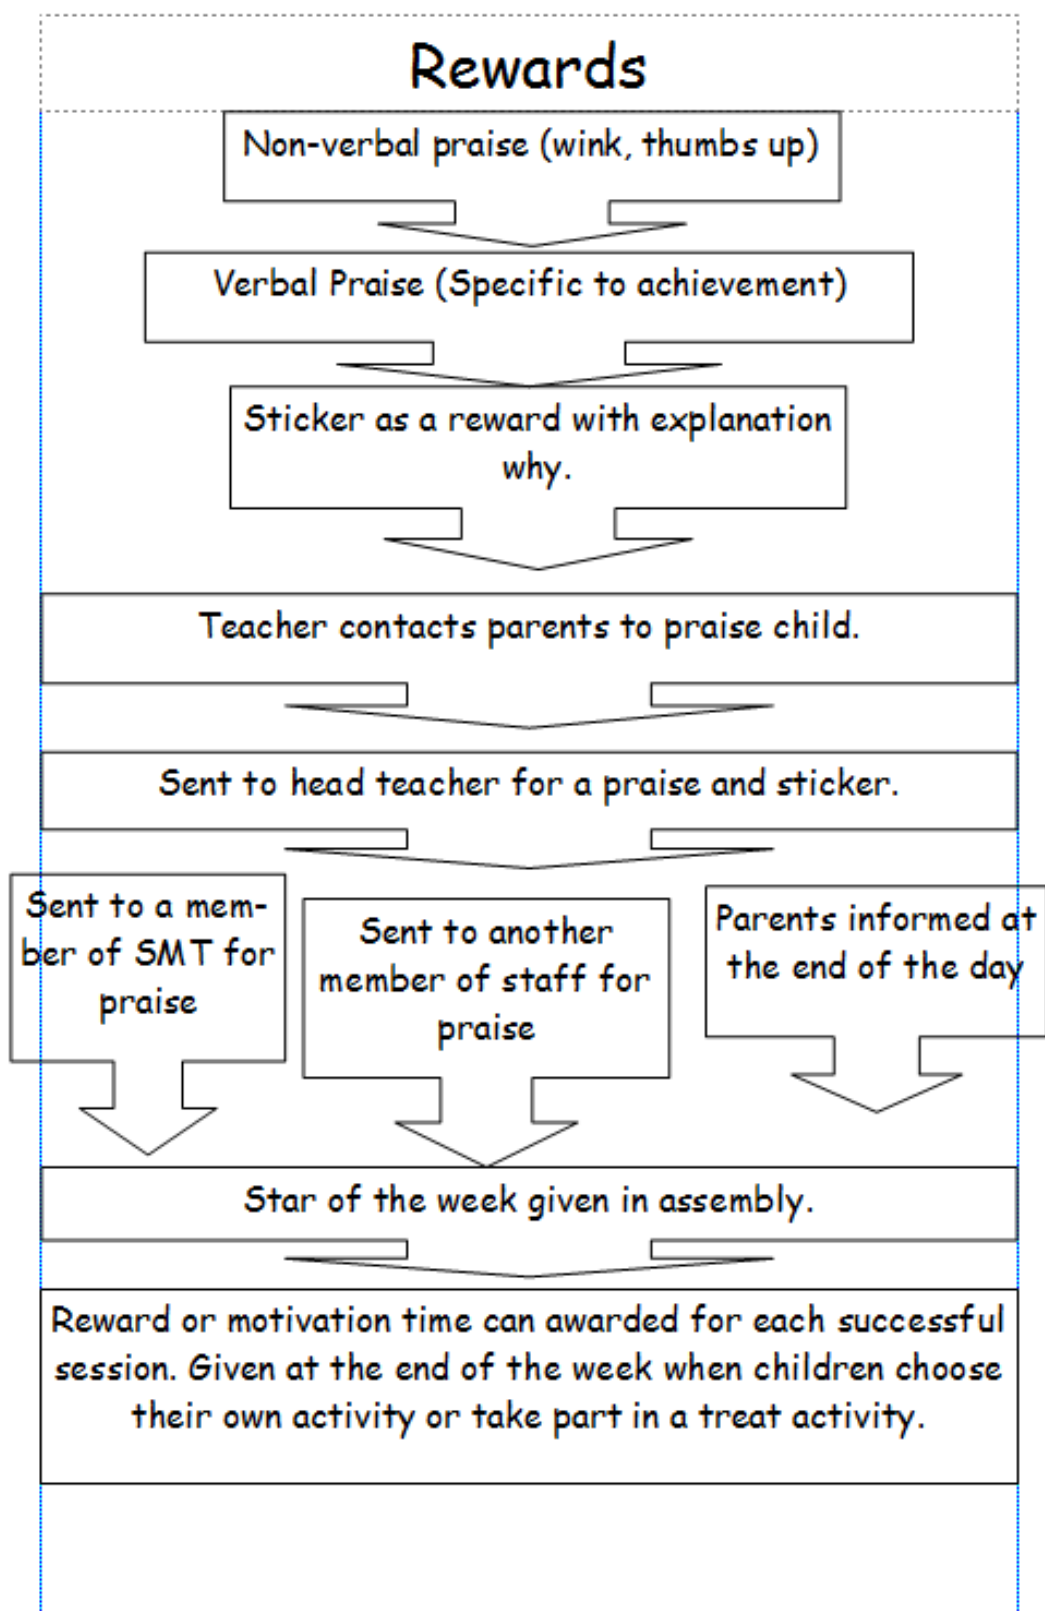 Rewards
Non-verbal praise (wink, thumbs up)
Verbal Praise (Specific to achievement)
Sticker as a reward with explanation
why.
Teacher contacts parents to praise child.
Sent to head teacher for a praise and sticker.
Sent to a mem-
ber of SMT for
praise
Sent to another
member of staff for
praise
Parents informed at
the end of the day
Star of the week given in assembly.
Reward or motivation time can awarded for each successful
session. Given at the end of the week when children choose
their own activity or take part in a treat activity.